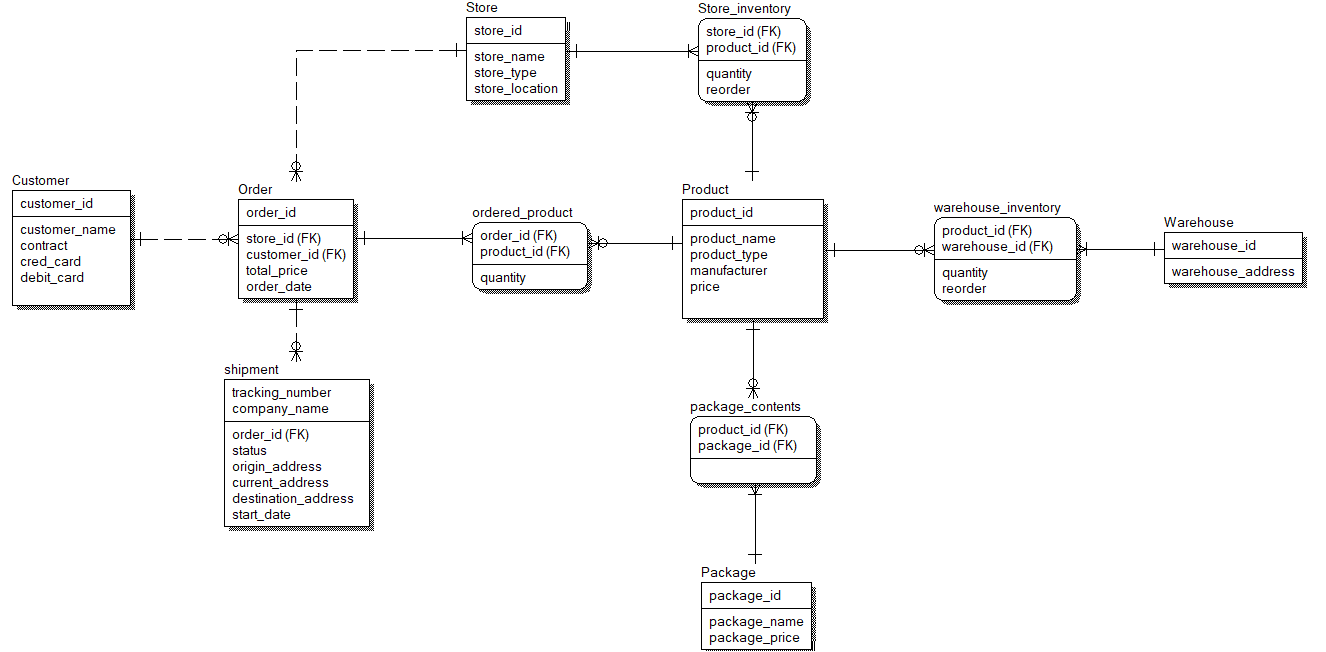 Store
store_id
store_name
store_type
store_location
Store_inventory
store_id (FK)
product_id (FK)
quantity
reorder
Customer
customer_id
customer_name
contract
cred_card
debit_card
Order
order_id
store_id (FK)
customer_id (FK)
total_price
order_date
ordered_product
order_id (FK)
product_id (FK)
quantity
Product
product_id
product_name
product_type
manufacturer
price
warehouse_inventory
product_id (FK)
warehouse_id (FK)
quantity
reorder
Warehouse
warehouse_id
warehouse_address
shipment
tracking_number
company_name
order_id (FK)
status
origin_address
current_address
destination_address
start_date
package_contents
product_id (FK)
package_id (FK)
Package
package_id
package_name
package_price